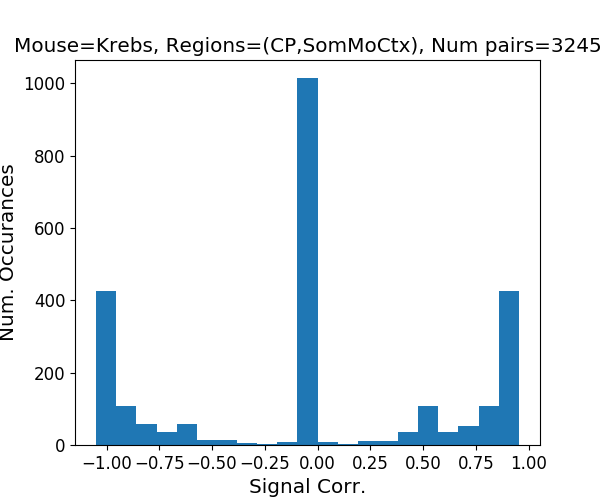 Mouse=Krebs, Regions=(CP,SomMoCtx), Num pairs=3245
1000
800
600
400
200
0
Num. Occurances
−1.00 −0.75 −0.50 −0.25 0.00 0.25 0.50 0.75 1.00
Signal Corr.